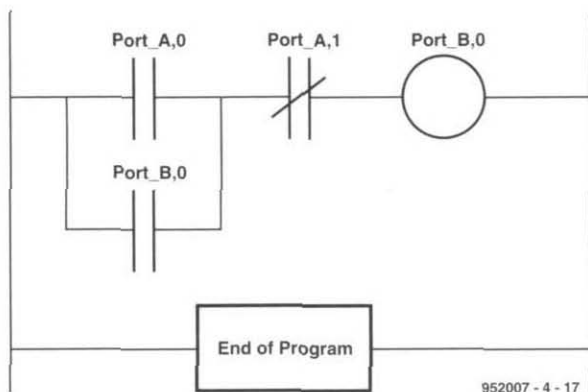 Port_A,0
Port_A,1
Port_B,0
Port_B,0
End of Program
952007 - 4 - 17